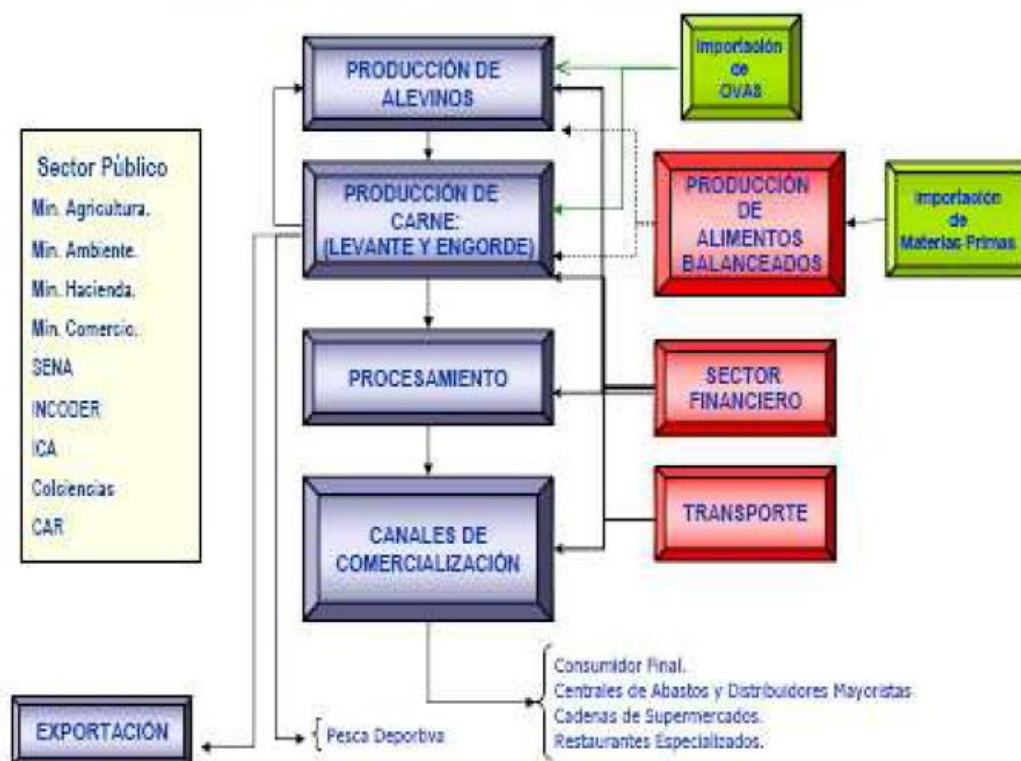 PRODUCCIÓN DE
ALEVINOS
Importación
de
OVAS
Sector Público
Min. Agricultura.
Min. Ambiente.
Min. Hacienda.
Min. Comercio.
SENA
INCODER
ICA
Colciencias
CAR
PRODUCCIÓN DE
CARNE:
(LEVANTE Y ENGORDE)
PRODUCCIÓN
DE
ALIMENTOS
BALANCEADOS
Importación
de
Materias Primas
PROCESAMIENTO
SECTOR
FINANCIERO
TRANSPORTE
CANALES DE
COMERCIALIZACIÓN
EXPORTACIÓN
Pesca Deportiva
Consumidor Final.
Centrales de Abastos y Distribuidores Mayoristas
Cadenas de Supermercados.
Restaurantes Especializados.